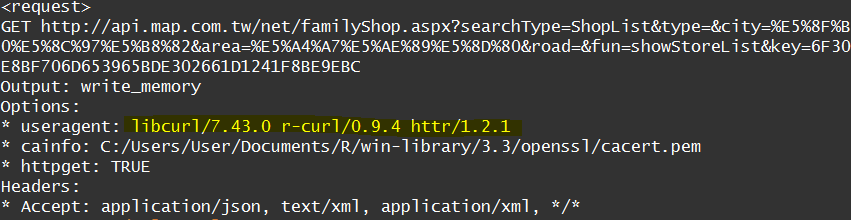 <request>
GET http://api.map.com.tw/net/familyShop.aspx?searchType=ShopList&type=&city=%E5%8F%B
0%E5%8C%97%E5%B8%82&area=%E5%A4%A7%E5%AE%89%E5%8D%80&road=&fun=showStoreList&key=6F30
E8BF706D653965BDE302661D1241F8BE9EBC
Output: write_memory
Options:
* useragent: libcurl/7.43.0 r-curl/0.9.4 httr/1.2.1
* cainfo: C:/Users/User/Documents/R/win-library/3.3/openssl/cacert.pem
* httpget: TRUE
Headers:
* Accept: application/json, text/xml, application/xml, */*